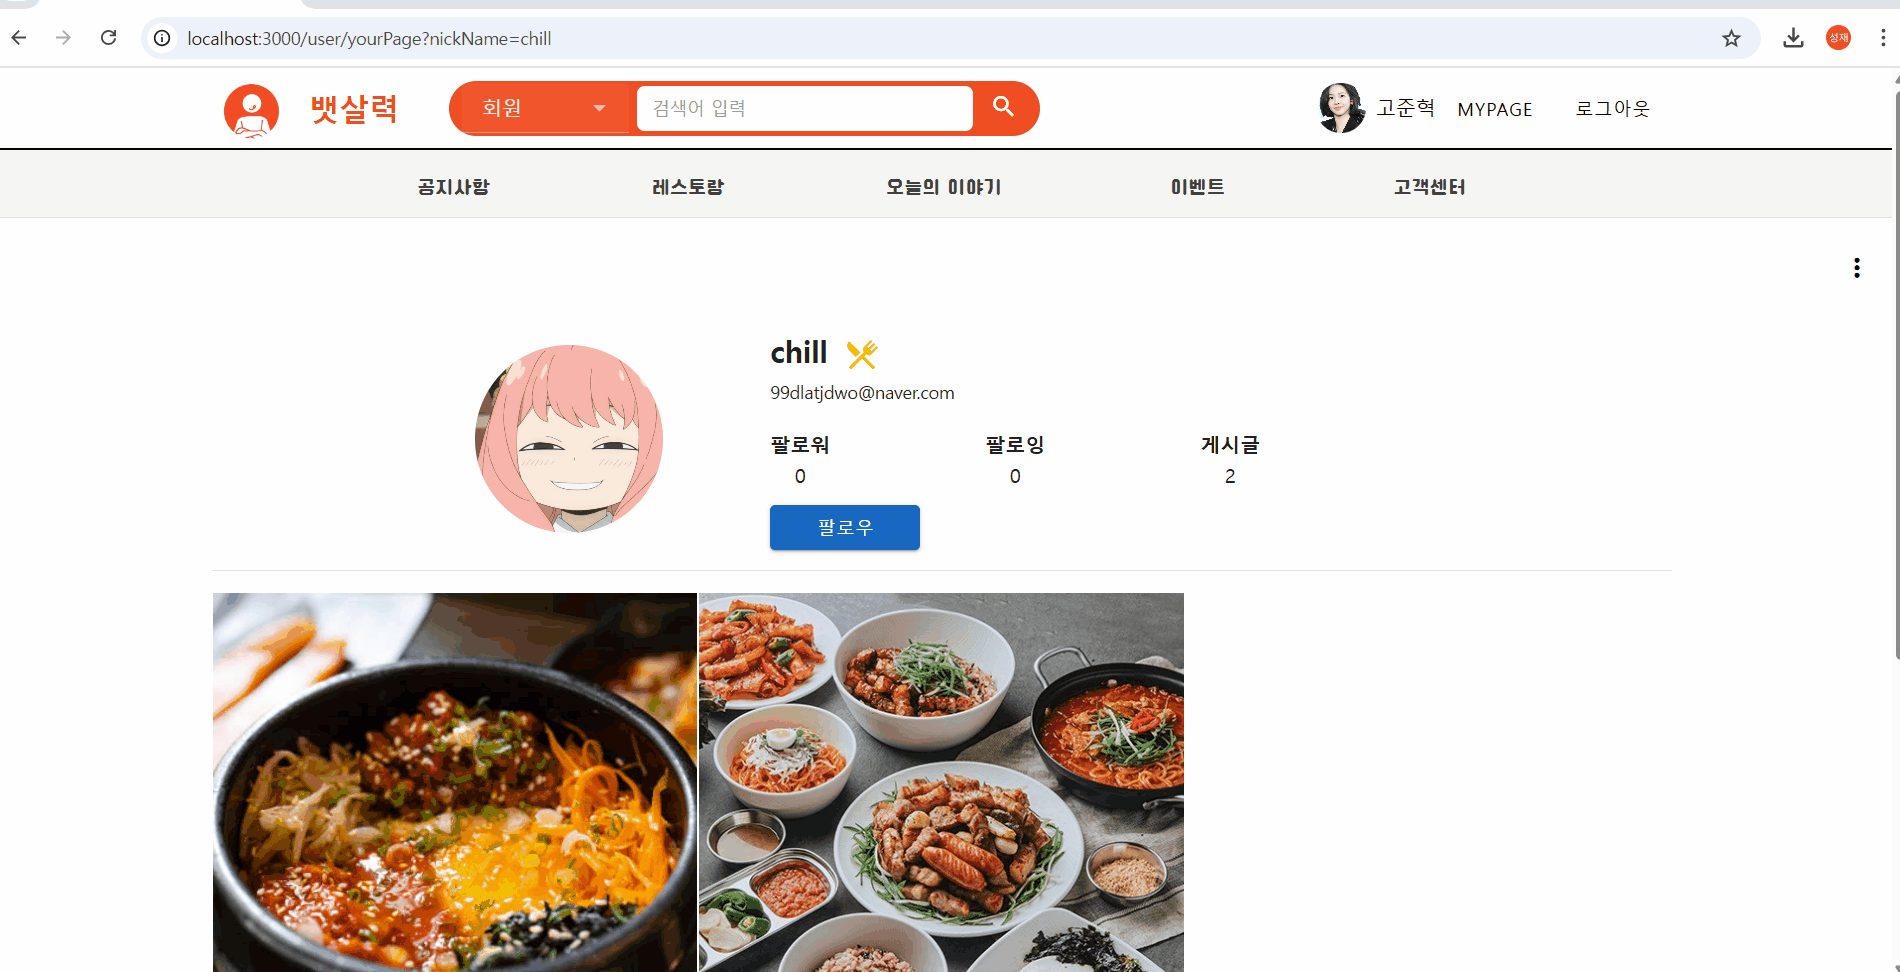 localhost:3000/user/yourPage?nickName=chill
성재
뱃살력
회원
검색어 입력
고준혁
MYPAGE
로그아웃
공지사항
레스토랑
오늘의 이야기
이벤트
고객센터
chill
99dlatjdwo@naver.com
팔로워
팔로잉
게시글
0
0
2
팔로우